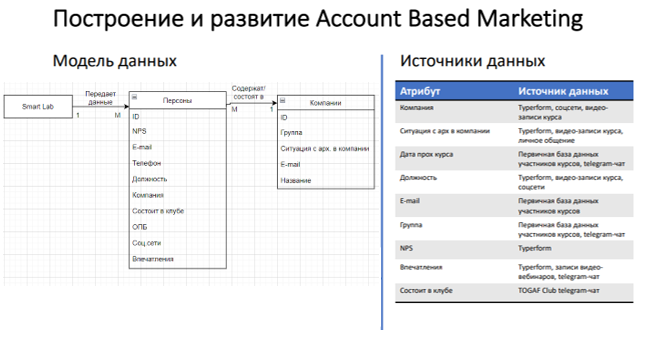 Построение и развитие Account Based Marketing
Модель данных
Источники данных
Smart Lab
Передает
данные
1
M
Персоны
ID
NPS
E-mail
Телефон
Должность
Компания
Состоит в клубе
ОПБ
Соц.сети
Впечатления
Содержат/
состоят в
M
1
Компании
ID
Группа
Ситуация с арх. в компании
E-mail
Название
Атрибут Источник данных
Компания Typerform, соцсети, видео-
записи курса
Ситуация с арх в компании Typerform, видео-записи курса,
личное общение
Дата прох курса Первичная база данных
участников курсов, telegram-чат
Должность Typerform, видео-записи курса,
соцсети
E-mail Первичная база данных
участников курсов
Группа Первичная база данных
участников курсов, telegram-чат
NPS Typerform
Впечатления Typerform, записи видео-
вебинаров, telegram-чат
Состоит в клубе TOGAF Club telegram-чат